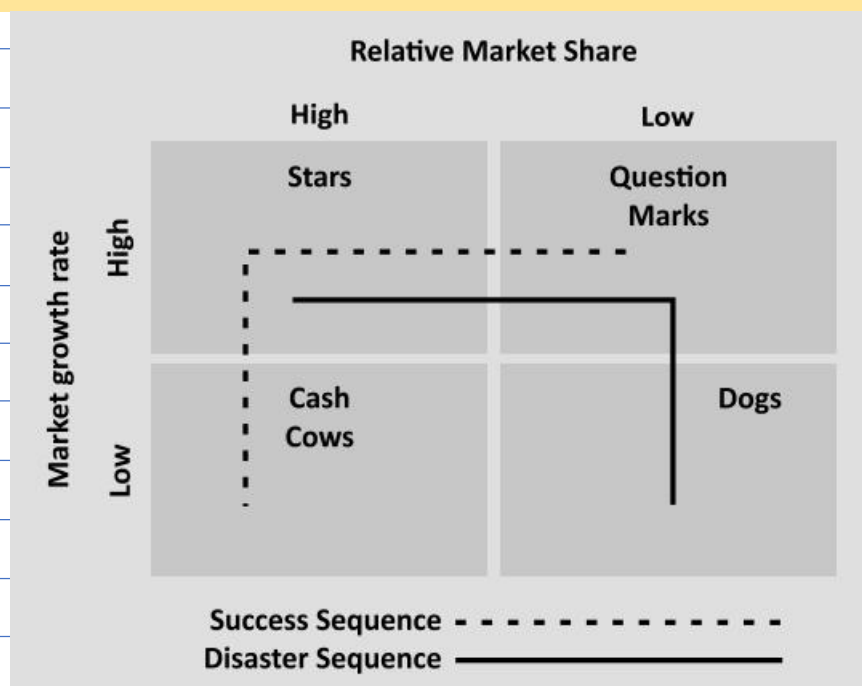 Relative Market Share
High
Low
Stars
Question
Marks
Market growth rate
High
Cash
Cows
Dogs
Low
Success Sequence
Disaster Sequence